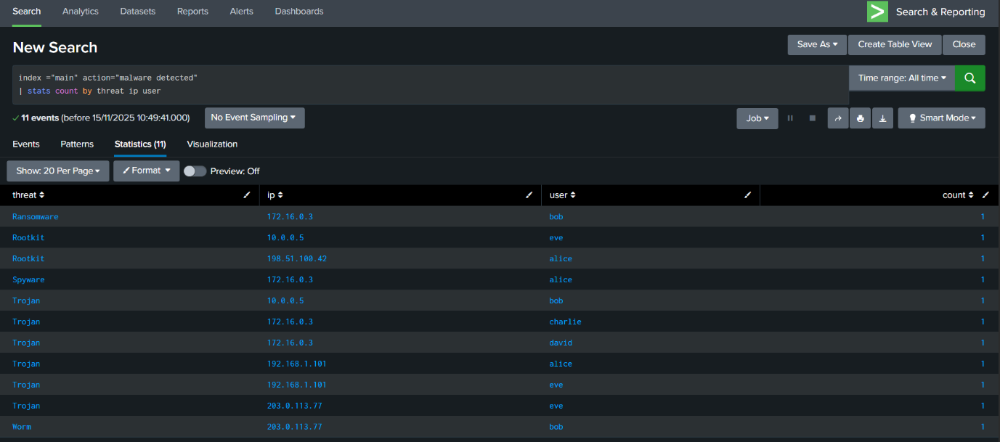 Search Analytics Datasets Reports Alerts Dashboards Search & Reporting
New Search
Save As Create Table View Close
index ="main" action="malware detected"
| stats count by threat ip user
Time range: All time
11 events (before 15/11/2025 10:49:41.000) No Event Sampling Job Smart Mode
Events Patterns Statistics (11) Visualization
Show: 20 Per Page Format Preview: Off
threat ip user count
Ransomware 172.16.0.3 bob 1
Rootkit 10.0.0.5 eve 1
Rootkit 198.51.100.42 alice 1
Spyware 172.16.0.3 alice 1
Trojan 10.0.0.5 bob 1
Trojan 172.16.0.3 charlie 1
Trojan 172.16.0.3 david 1
Trojan 192.168.1.101 alice 1
Trojan 192.168.1.101 eve 1
Trojan 203.0.113.77 eve 1
Worm 203.0.113.77 bob 1